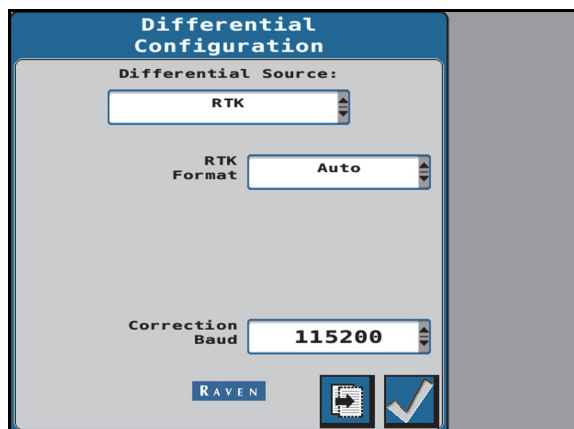 Differential
Configuration
Differential Source:
RTK
RTK
Format
Auto
Correction
Baud
115200
RAVEN